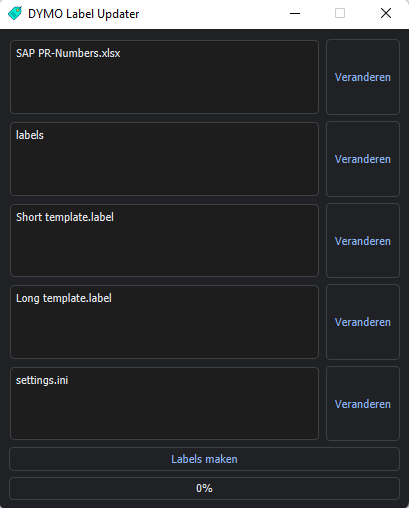 DYMO Label Updater
SAP PR-Numbers.xlsx
Veranderen
labels
Veranderen
Short template.label
Veranderen
Long template.label
Veranderen
settings.ini
Veranderen
Labels maken
0%